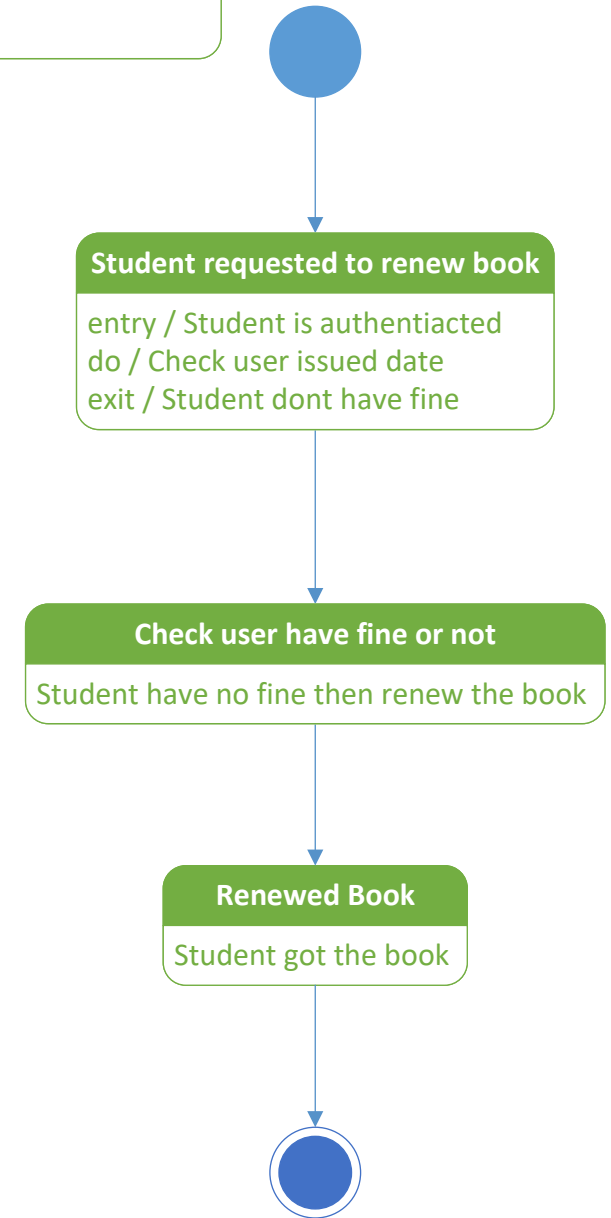 Student requested to renew book
entry / Student is authentiacted
do / Check user issued date
exit / Student dont have fine
Check user have fine or not
Student have no fine then renew the book
Renewed Book
Student got the book